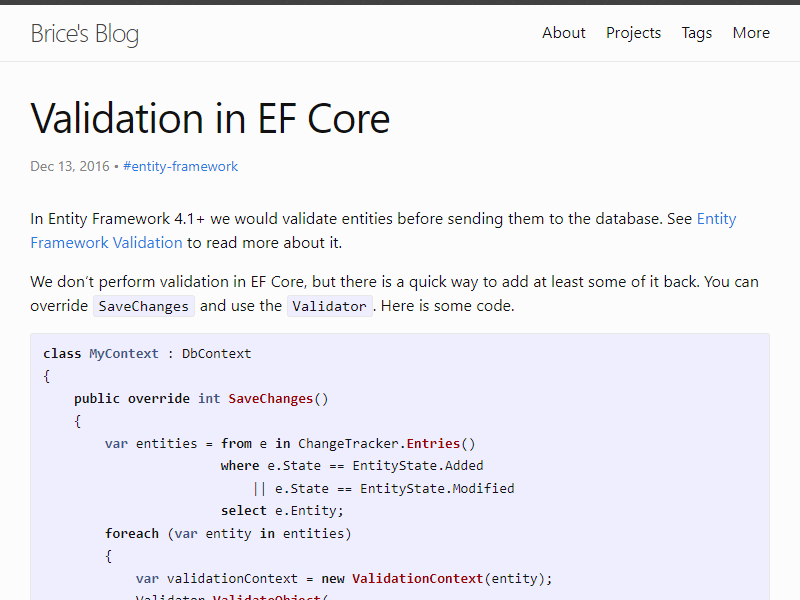 Brice's Blog
About Projects Tags More
Validation in EF Core
Dec 13, 2016 • #entity-framework
In Entity Framework 4.1+ we would validate entities before sending them to the database. See Entity
Framework Validation to read more about it.
We don't perform validation in EF Core, but there is a quick way to add at least some of it back. You can
override SaveChanges and use the Validator. Here is some code.
class MyContext : DbContext
{
    public override int SaveChanges()
    {
        var entities = from e in ChangeTracker.Entries()
                       where e.State == EntityState.Added
                           || e.State == EntityState.Modified
                       select e.Entity;
        foreach (var entity in entities)
        {
            var validationContext = new ValidationContext(entity);
            Validator.ValidateObject(